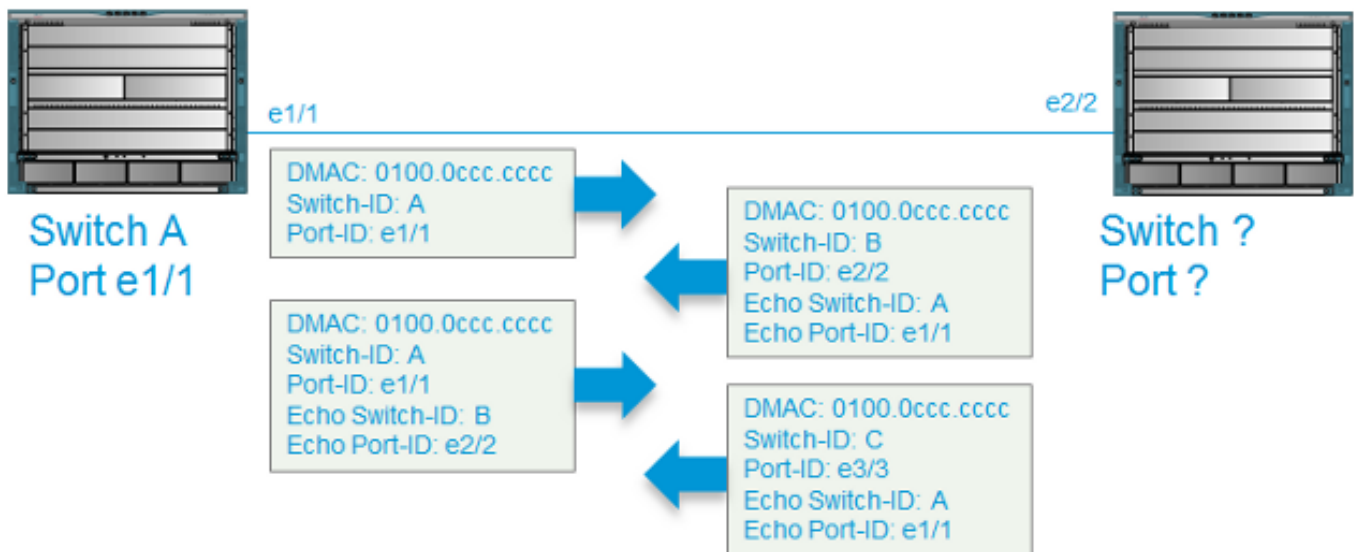 e1/1
e2/2
DMAC: 0100.0ccc.cccc
Switch-ID: A
Port-ID: e1/1
DMAC: 0100.0ccc.cccc
Switch-ID: B
Port-ID: e2/2
Echo Switch-ID: A
Echo Port-ID: e1/1
Switch A
Port e1/1
Switch ?
Port ?
DMAC: 0100.0ccc.cccc
Switch-ID: A
Port-ID: e1/1
Echo Switch-ID: B
Echo Port-ID: e2/2
DMAC: 0100.0ccc.cccc
Switch-ID: C
Port-ID: e3/3
Echo Switch-ID: A
Echo Port-ID: e1/1